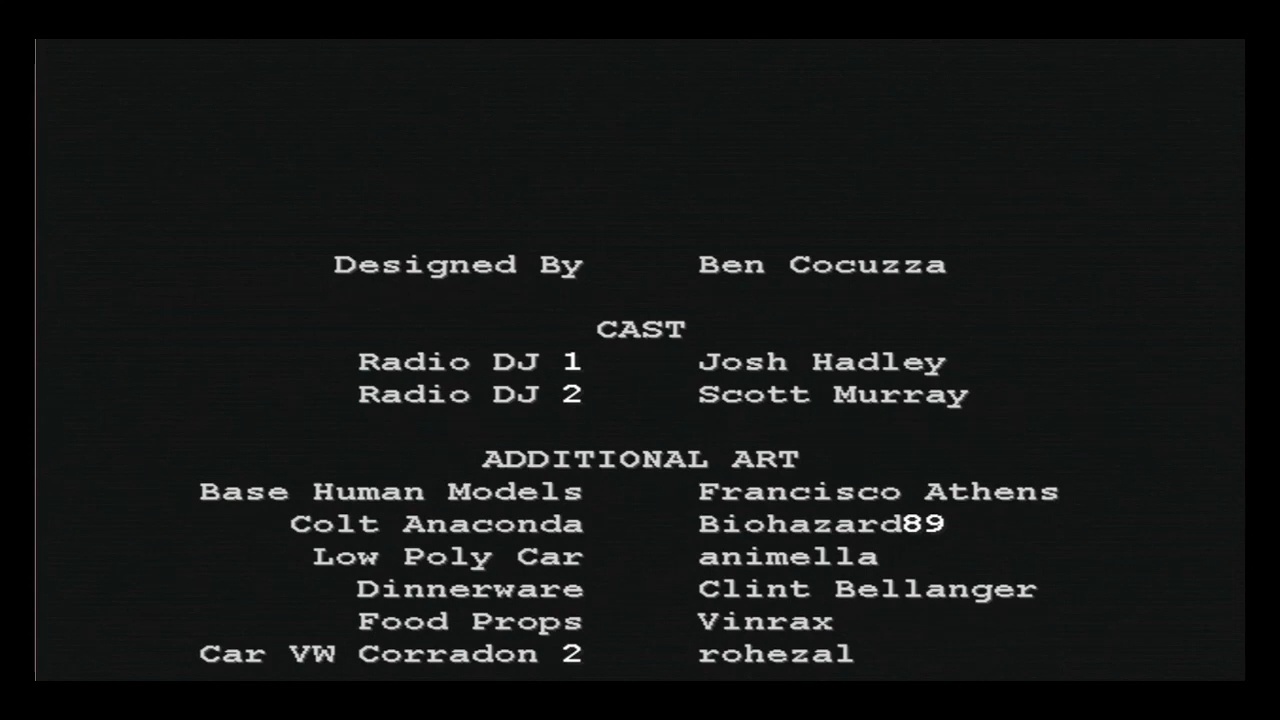 Designed By Ben Cocuzza
CAST
Radio DJ 1 Josh Hadley
Radio DJ 2 Scott Murray
ADDITIONAL ART
Base Human Models Francisco Athens
Colt Anaconda Biohazard89
Low Poly Car animella
Dinnerware Clint Bellanger
Food Props Vinrax
Car VW Corradon 2 rohezal